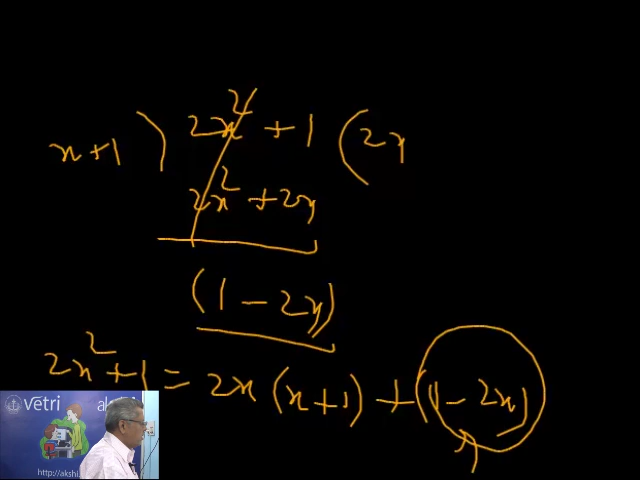 x+1 ) 2x² + 1 ( 2x
2x² + 2x
(1 - 2x)
2x² + 1 = 2x (x+1) + (1 - 2x)
Vetri
http://aksh